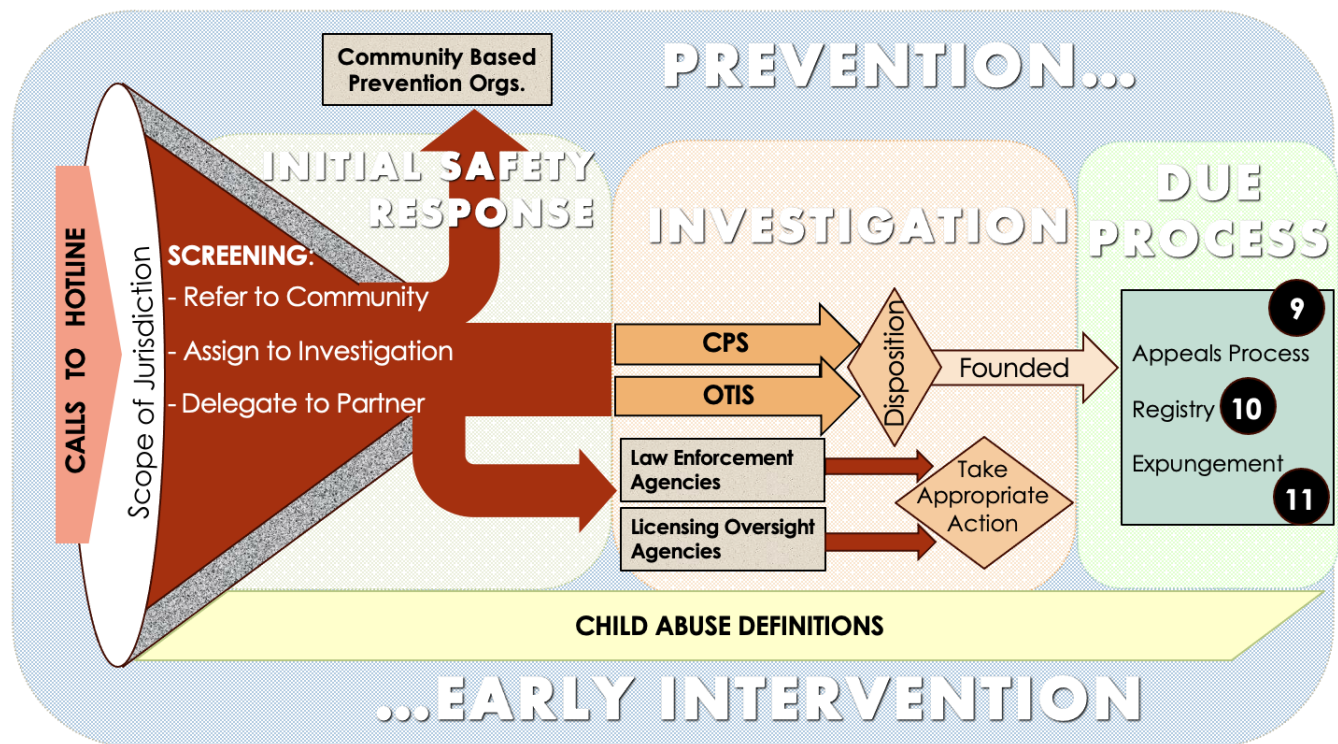 PREVENTION...
Community Based
Prevention Orgs.
INITIAL SAFETY
RESPONSE
INVESTIGATION
DUE
PROCESS
CALLS TO HOTLINE
Scope of Jurisdiction
SCREENING:
- Refer to Community
- Assign to Investigation
- Delegate to Partner
CPS
OTIS
Disposition
Founded
Law Enforcement
Agencies
Licensing Oversight
Agencies
Take
Appropriate
Action
9
Appeals Process
Registry 10
Expungement
11
CHILD ABUSE DEFINITIONS
...EARLY INTERVENTION